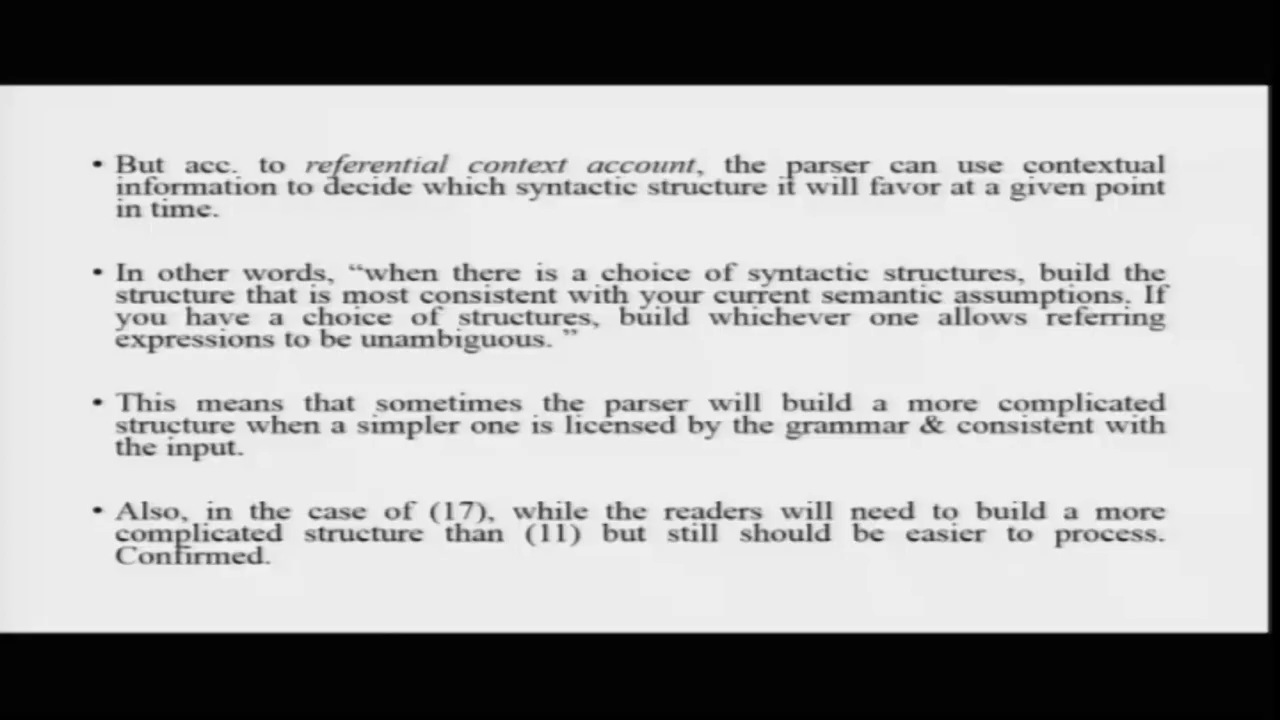 • But acc. to referential context account, the parser can use contextual
information to decide which syntactic structure it will favor at a given point
in time.
• In other words, “when there is a choice of syntactic structures, build the
structure that is most consistent with your current semantic assumptions. If
you have a choice of structures, build whichever one allows referring
expressions to be unambiguous. ”
• This means that sometimes the parser will build a more complicated
structure when a simpler one is licensed by the grammar & consistent with
the input.
• Also, in the case of (17), while the readers will need to build a more
complicated structure than (11) but still should be easier to process.
Confirmed.